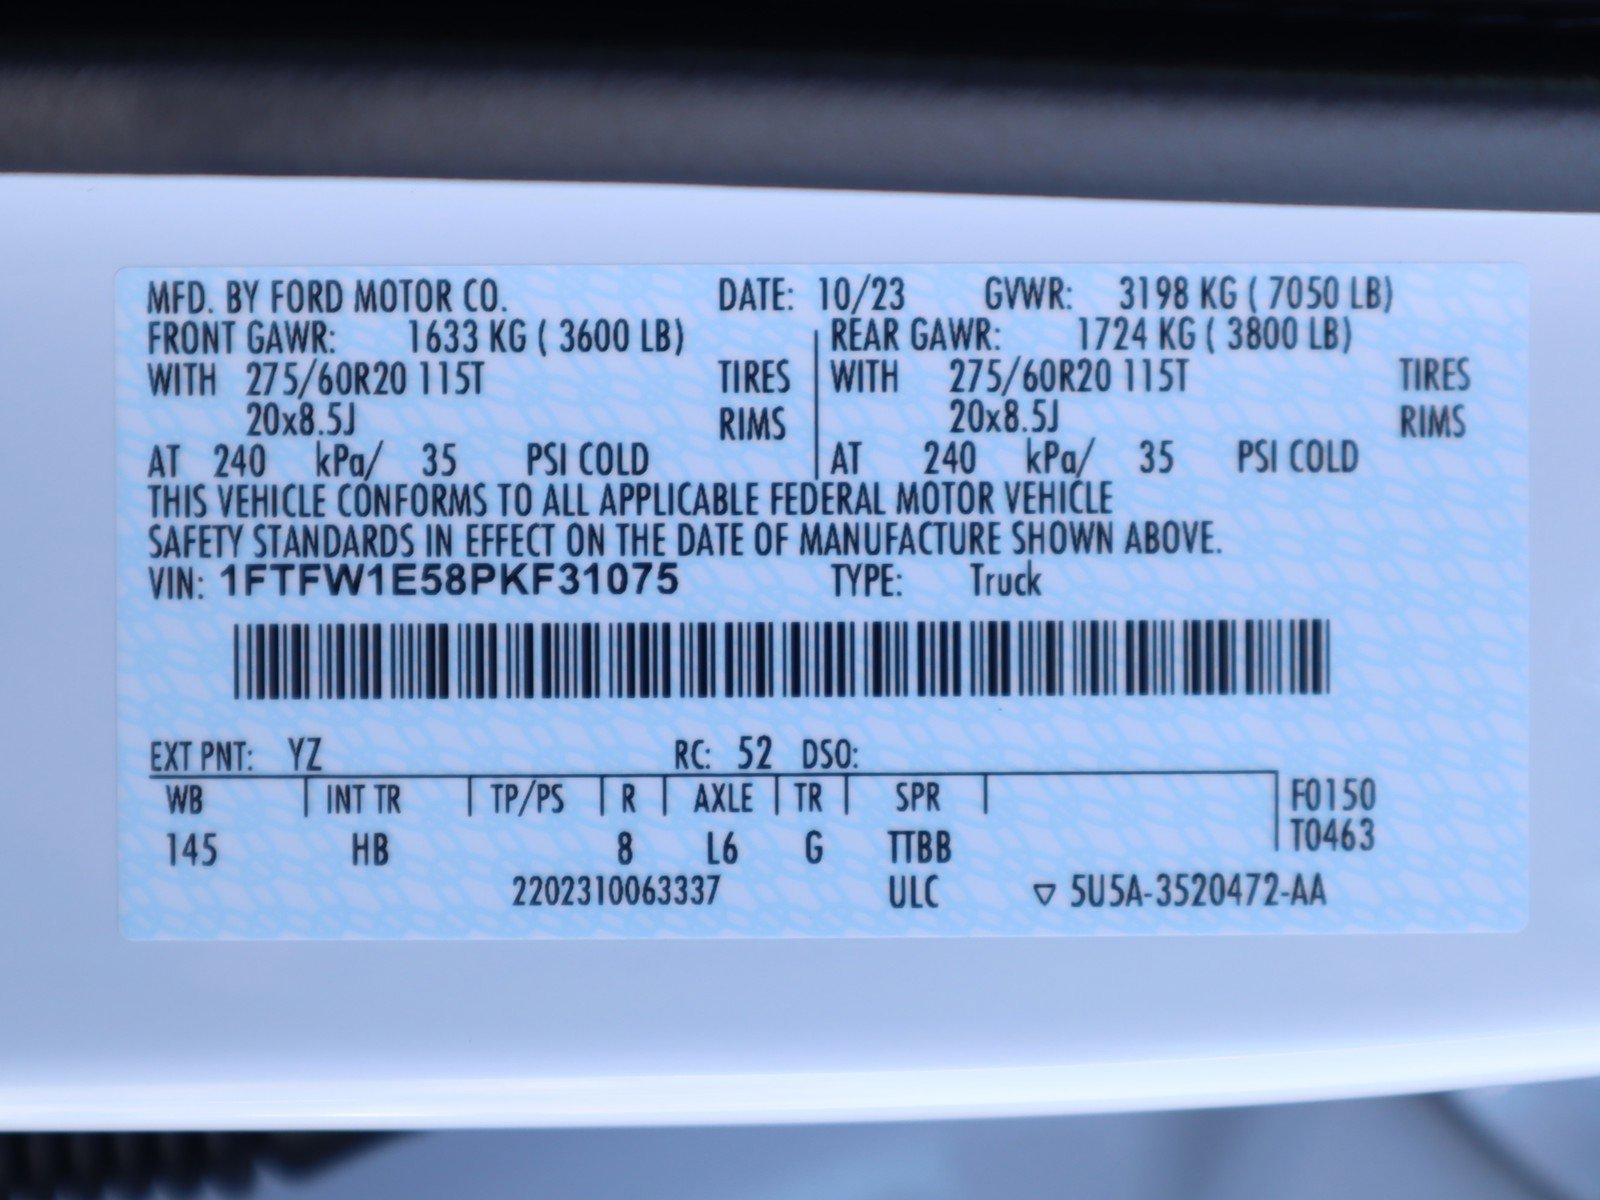 MFD. BY FORD MOTOR CO. DATE: 10/23 GVWR: 3198 KG ( 7050 LB)
FRONT GAWR: 1633 KG ( 3600 LB) REAR GAWR: 1724 KG ( 3800 LB)
WITH 275/60R20 115T TIRES WITH 275/60R20 115T TIRES
20x8.5J RIMS 20x8.5J RIMS
AT 240 kPa/ 35 PSI COLD AT 240 kPa/ 35 PSI COLD
THIS VEHICLE CONFORMS TO ALL APPLICABLE FEDERAL MOTOR VEHICLE
SAFETY STANDARDS IN EFFECT ON THE DATE OF MANUFACTURE SHOWN ABOVE.
VIN: 1FTFW1E58PKF31075 TYPE: Truck
EXT PNT: YZ RC: 52 DSO:
WB INT TR TP/PS R AXLE TR SPR F0150
145 HB 8 L6 G TTBB T0463
2202310063337 ULC ▽ 5U5A-3520472-AA